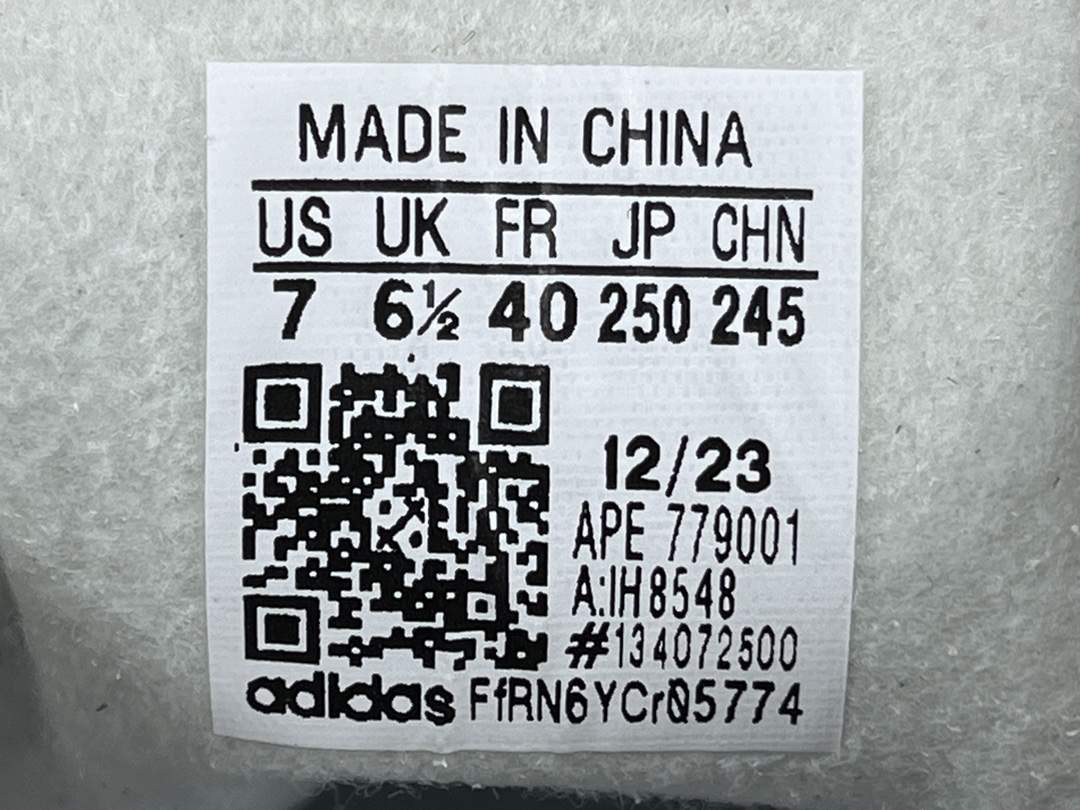 MADE IN CHINA
US UK FR JP CHN
7 6½ 40 250 245
12/23
APE 779001
A:IH8548
#134072500
adidas FfRN6YCr05774